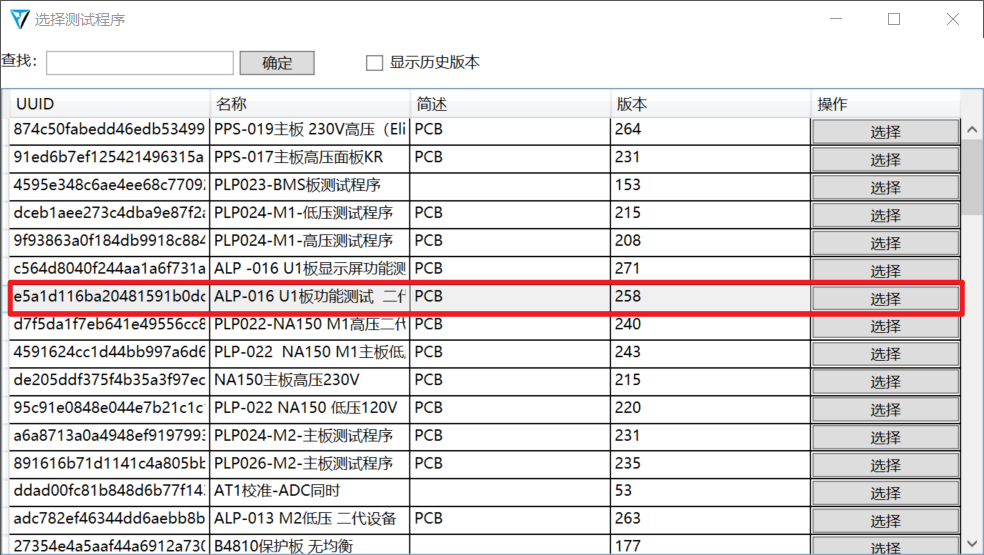 选择测试程序
查找: 确定 显示历史版本
UUID 名称 简述 版本 操作
874c50fabedd46edb53499 PPS-019主板 230V高压（Eli PCB 264 选择
91ed6b7ef125421496315a PPS-017主板高压面板KR PCB 231 选择
4595e348c6ae4ee68c7709 PLP023-BMS板测试程序 153 选择
dceb1aee273c4dba9e87f2a PLP024-M1-低压测试程序 PCB 215 选择
9f93863a0f184db9918c884 PLP024-M1-高压测试程序 PCB 208 选择
c564d8040f244aa1a6f731a ALP -016 U1板显示屏功能测 PCB 271 选择
e5a1d116ba20481591b0dc ALP-016 U1板功能测试 二代 PCB 258 选择
d7f5da1f7eb641e49556cc8 PLP022-NA150 M1高压二代 PCB 240 选择
4591624cc1d44bb997a6d6 PLP-022 NA150 M1主板低 PCB 243 选择
de205ddf375f4b35a3f97ec NA150主板高压230V PCB 215 选择
95c91e0848e044e7b21c1c PLP-022 NA150 低压120V PCB 220 选择
a6a8713a0a4948ef919799 PLP024-M2-主板测试程序 PCB 231 选择
891616b71d1141c4a805bb PLP026-M2-主板测试程序 PCB 235 选择
ddad00fc81b848d6b77f14 AT1校准-ADC同时 53 选择
adc782ef46344dd6aebb8b ALP-013 M2低压 二代设备 PCB 263 选择
27354e4a5aaf44a6912a730 B4810保护板 无均衡 177 选择